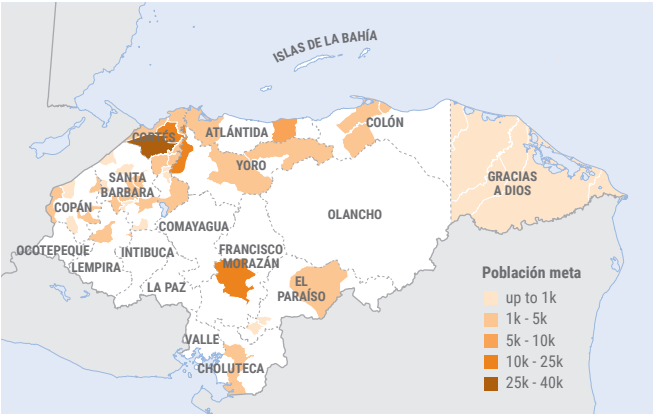 ISLAS DE LA BAHÍA
CORTÉS
ATLÁNTIDA
COLÓN
YORO
GRACIAS
A DIOS
SANTA
BARBARA
COPÁN
OLANCHO
COMAYAGUA
OCOTEPEQUE
INTIBUCA
FRANCISCO
MORAZÁN
LEMPIRA
LA PAZ
EL
PARAÍSO
VALLE
CHOLUTECA
Población meta
up to 1k
1k - 5k
5k - 10k
10k - 25k
25k - 40k